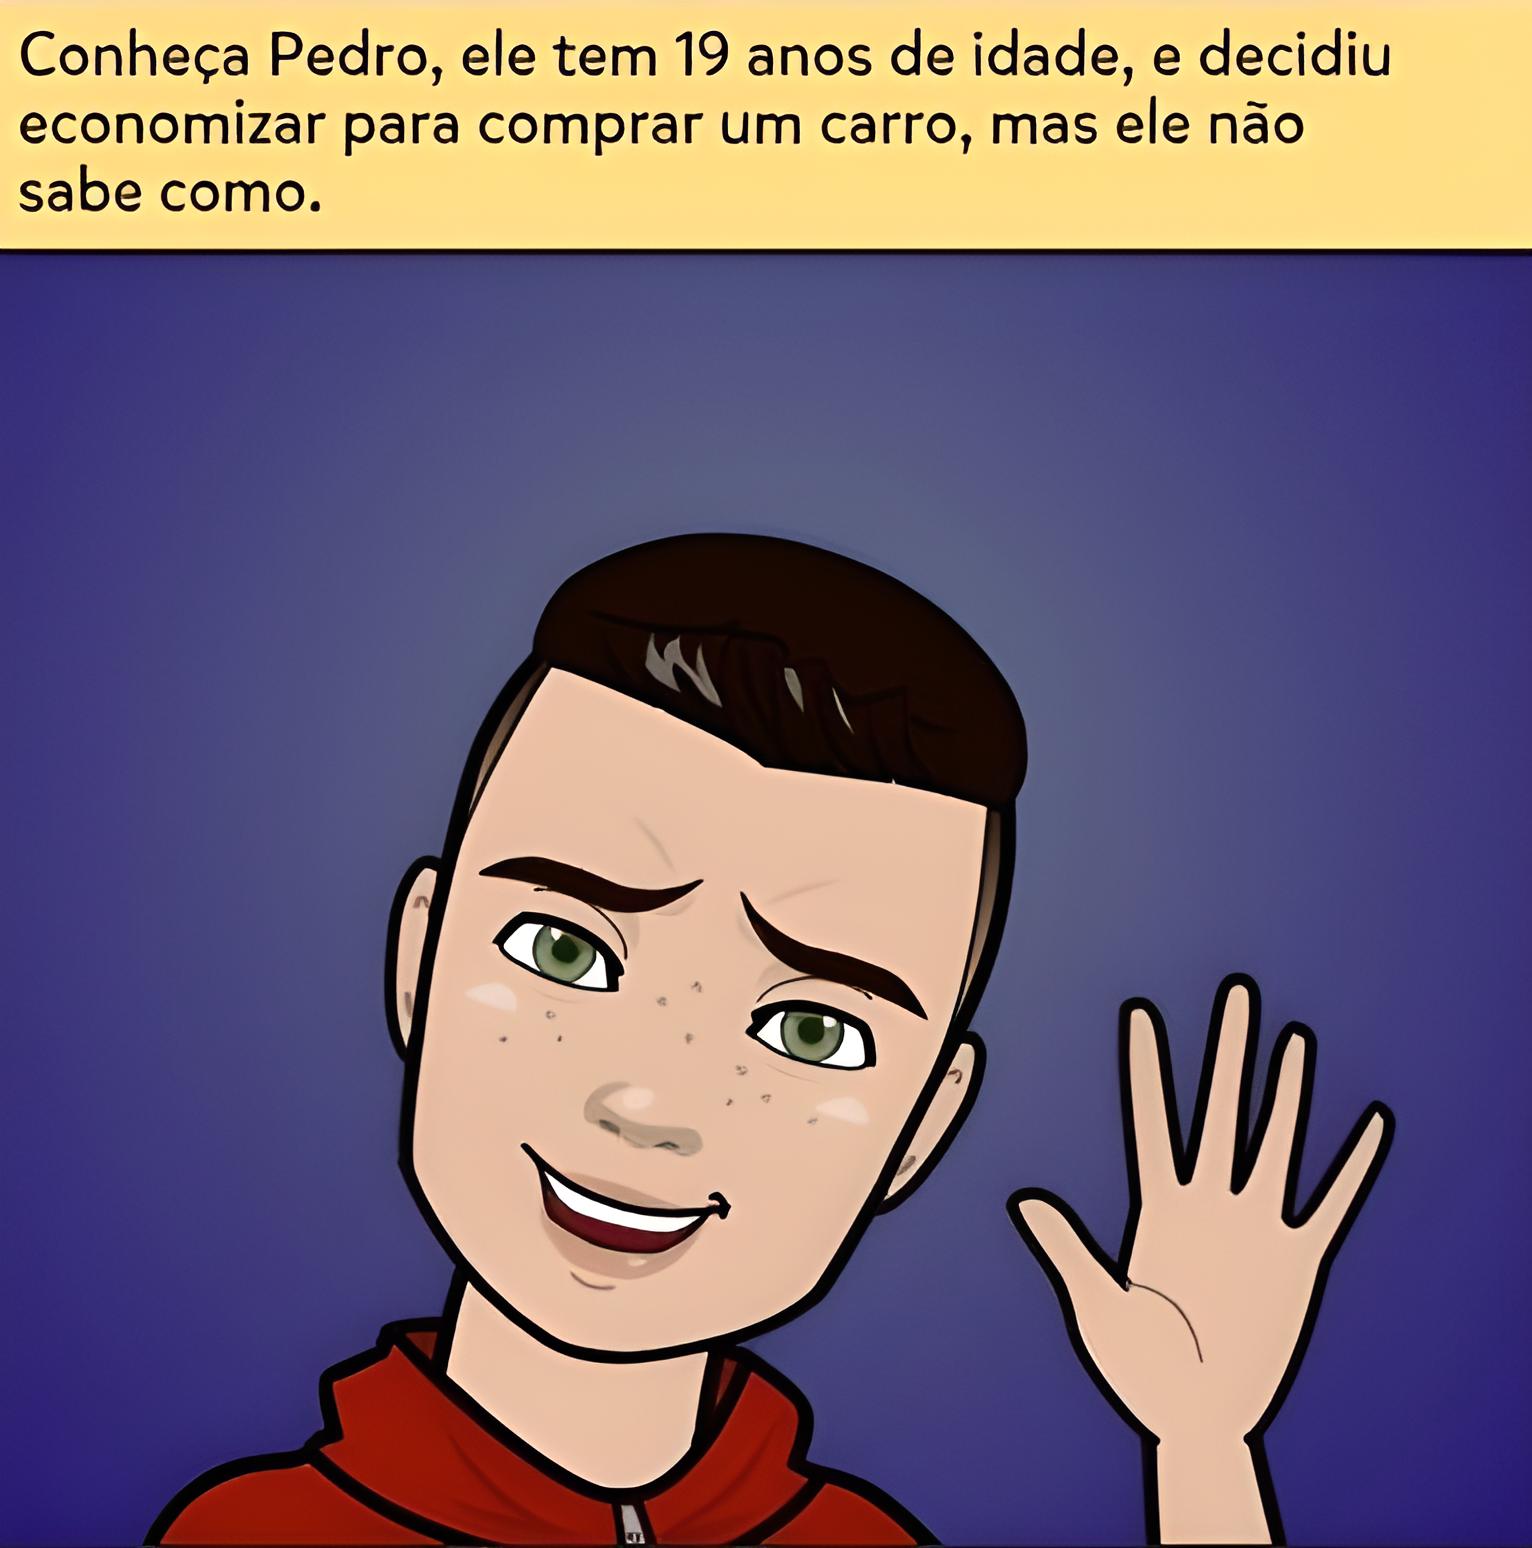 Conheça Pedro, ele tem 19 anos de idade, e decidiu
economizar para comprar um carro, mas ele não
sabe como.